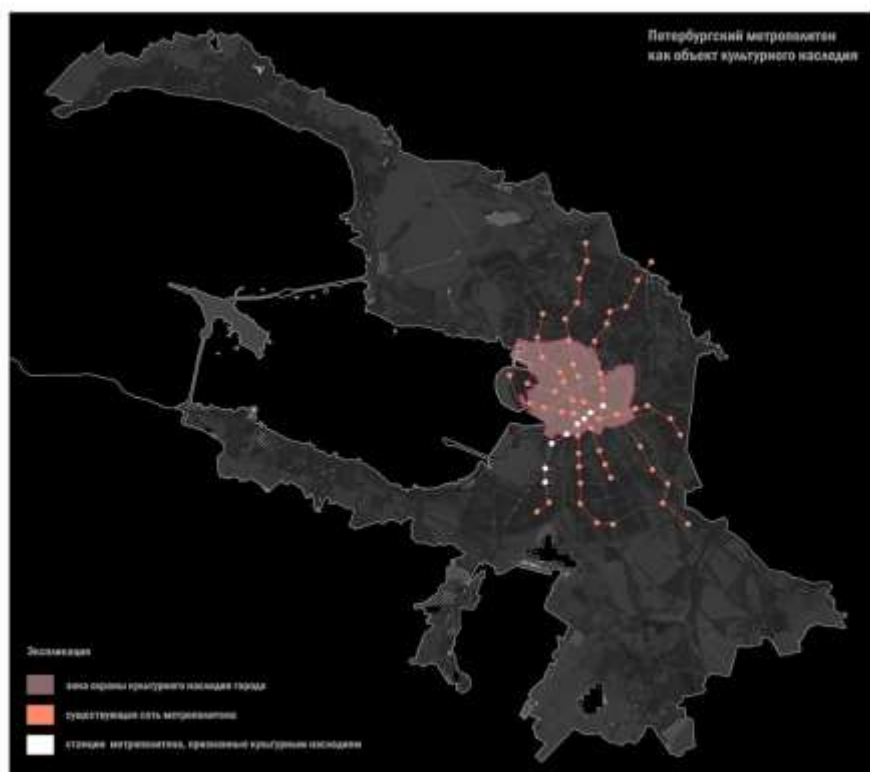 Петербургский метрополитен
как объект культурного наследия
Экспликация
зона охраны культурного наследия города
существующая сеть метрополитена
станции метрополитена, признанные культурным наследием